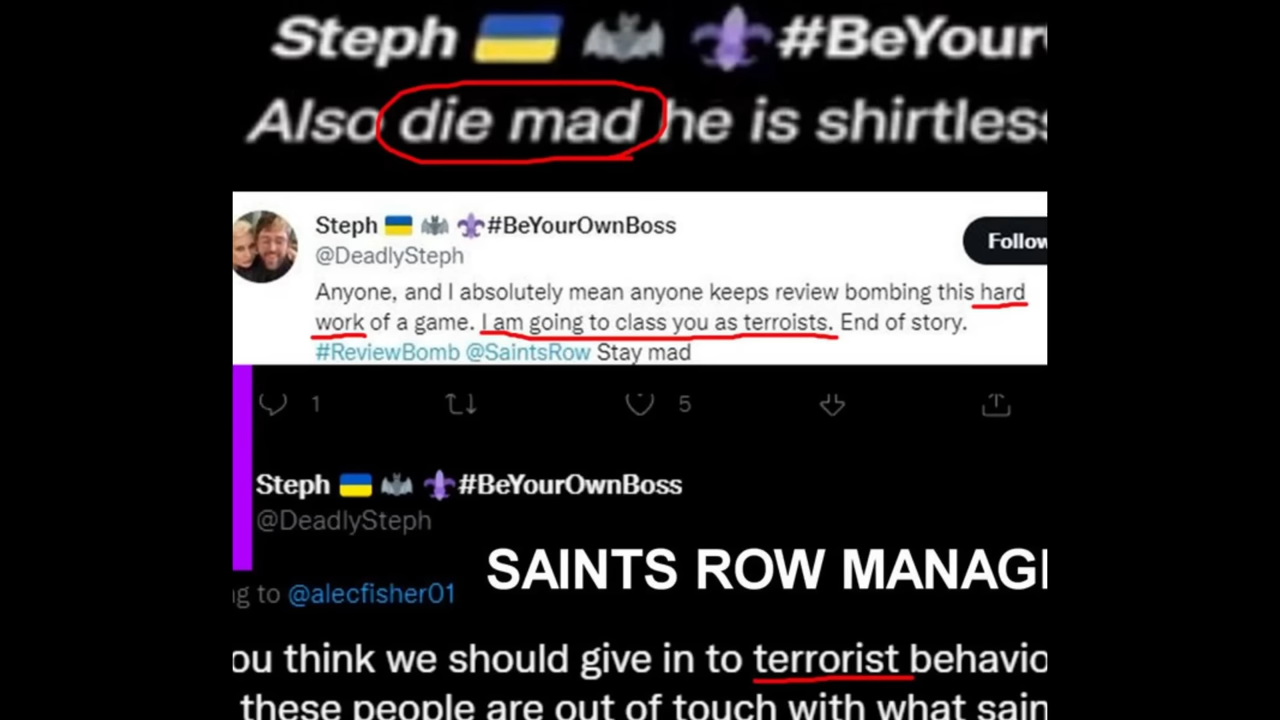 Steph 🇺🇦 🦇 ⚜️#BeYour
Also die mad he is shirtless
Steph 🇺🇦 🦇 ⚜️#BeYourOwnBoss
@DeadlySteph
Follow
Anyone, and I absolutely mean anyone keeps review bombing this hard
work of a game. I am going to class you as terroists. End of story.
#ReviewBomb @SaintsRow Stay mad
1 5
Steph 🇺🇦 🦇 ⚜️#BeYourOwnBoss
@DeadlySteph
SAINTS ROW MANAG
ng to @alecfisher01
ou think we should give in to terrorist behavio
these people are out of touch with what sain